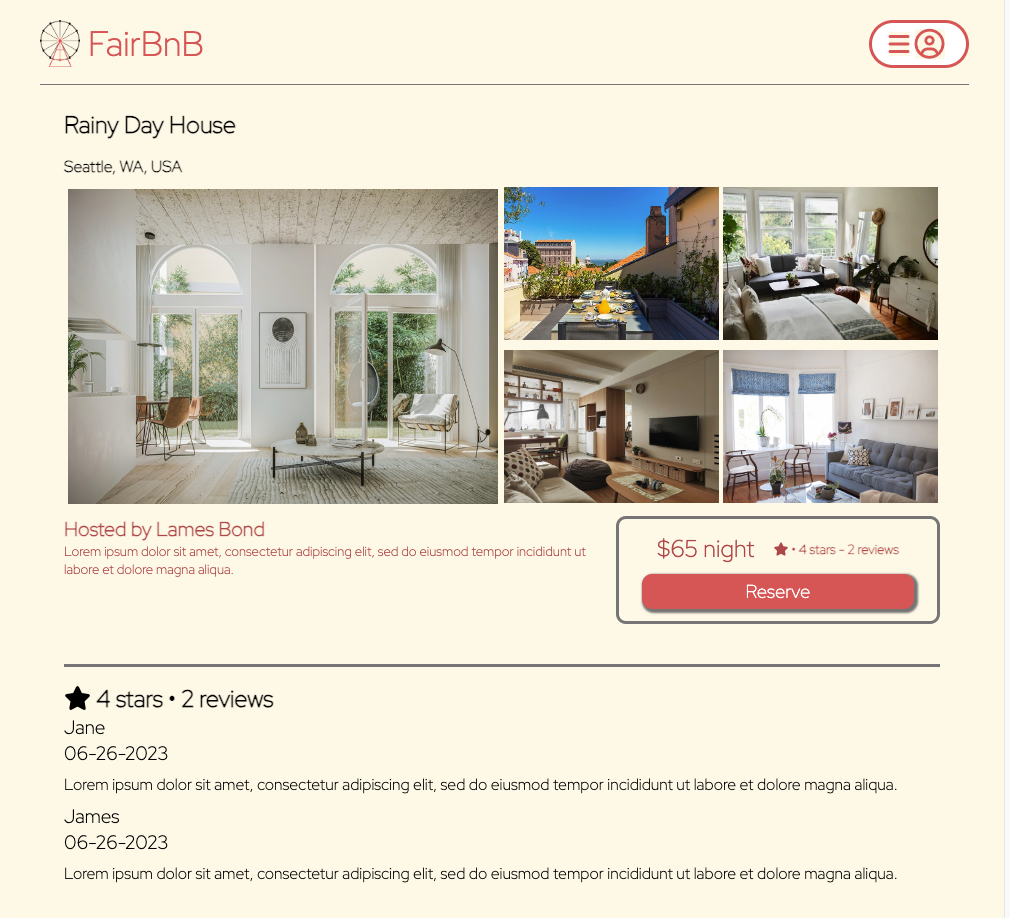 FairBnB
Rainy Day House
Seattle, WA, USA
Hosted by Lames Bond
Lorem ipsum dolor sit amet, consectetur adipiscing elit, sed do eiusmod tempor incididunt ut
labore et dolore magna aliqua.
$65 night • 4 stars - 2 reviews
Reserve
4 stars • 2 reviews
Jane
06-26-2023
Lorem ipsum dolor sit amet, consectetur adipiscing elit, sed do eiusmod tempor incididunt ut labore et dolore magna aliqua.
James
06-26-2023
Lorem ipsum dolor sit amet, consectetur adipiscing elit, sed do eiusmod tempor incididunt ut labore et dolore magna aliqua.